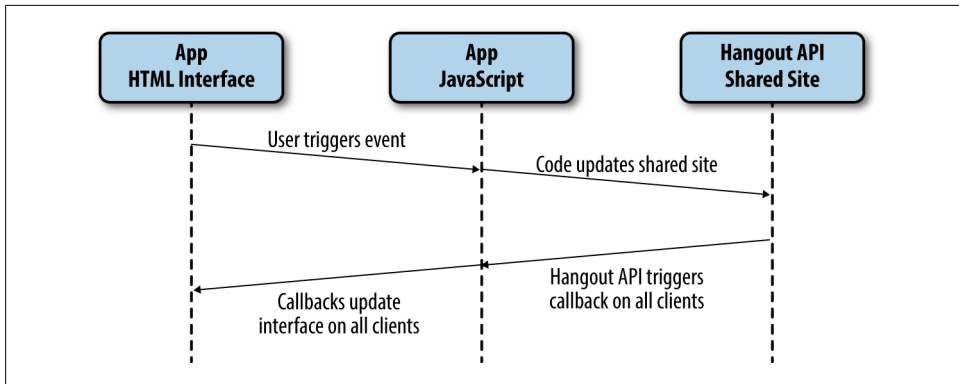 App
HTML Interface
App
JavaScript
Hangout API
Shared Site
User triggers event
Code updates shared site
Hangout API triggers
callback on all clients
Callbacks update
interface on all clients